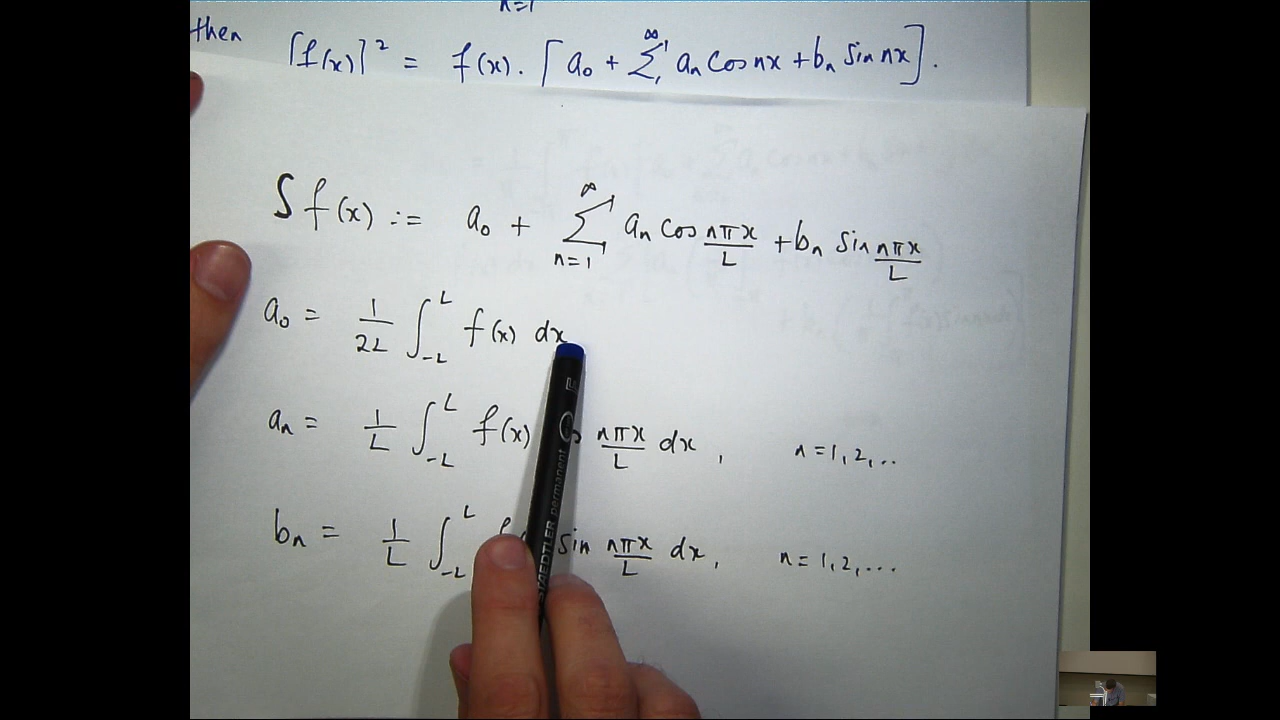 n=1
then [f(x)]² = f(x). [a₀ + Σ₁^∞ aₙ cos nx + bₙ sin nx].
S f(x) := a₀ + Σ_{n=1}^∞ aₙ cos nπx/L + bₙ sin nπx/L
a₀ = 1/2L ∫_{-L}^{L} f(x) dx
aₙ = 1/L ∫_{-L}^{L} f(x) nπx/L dx, n=1,2,..
bₙ = 1/L ∫_{-L} sin nπx/L dx, n=1,2,...
STAEDTLER permanent